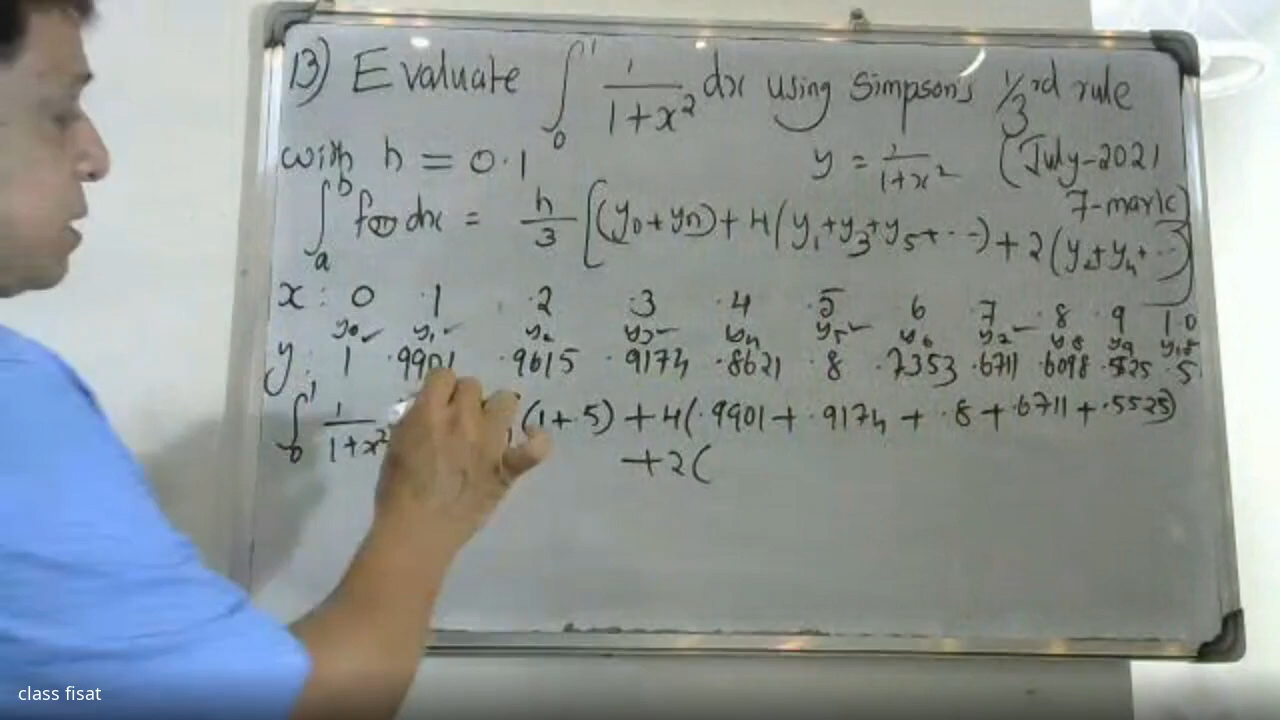 13) Evaluate ∫₀¹ 1/(1+x²) dx using Simpson's 1/3rd rule
with h = 0.1 y = 1/(1+x²) (July-2021
7-mark)
∫ₐᵇ f(x) dx = h/3 [(y₀+yn) + 4(y₁+y₃+y₅+...) + 2(y₂+y₄+...)]
x : 0 .1 .2 .3 .4 .5 6 7 .8 9 1.0
y₀ ✓ y₁ ✓ y₂ y₃ ✓ y₄ y₅ ✓ y₆ y₇ ✓ y₈ y₉ y₁₀
y : 1 .9901 .9615 .9174 .8621 .8 .7353 .6711 .6098 .5525 .5
∫₀¹ 1/(1+x²) (1+.5) + 4(.9901 + .9174 + .8 + .6711 + .5525)
+2(
class fisat